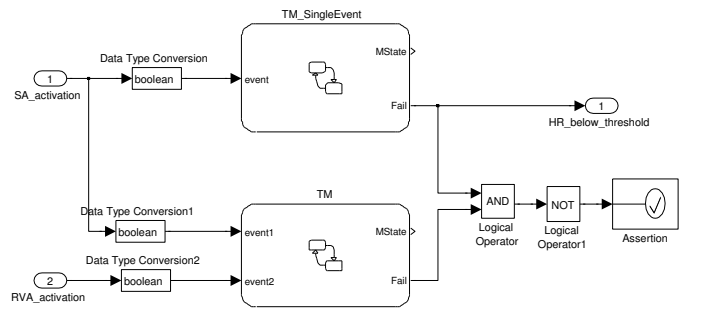 TM_SingleEvent
MState
Data Type Conversion
1
boolean
event
SA_activation
Fail
1
HR_below_threshold
TM
AND
NOT
Data Type Conversion1
boolean
event1
MState
Logical
Operator
Logical
Operator1
Assertion
Data Type Conversion2
2
boolean
event2
Fail
RVA_activation